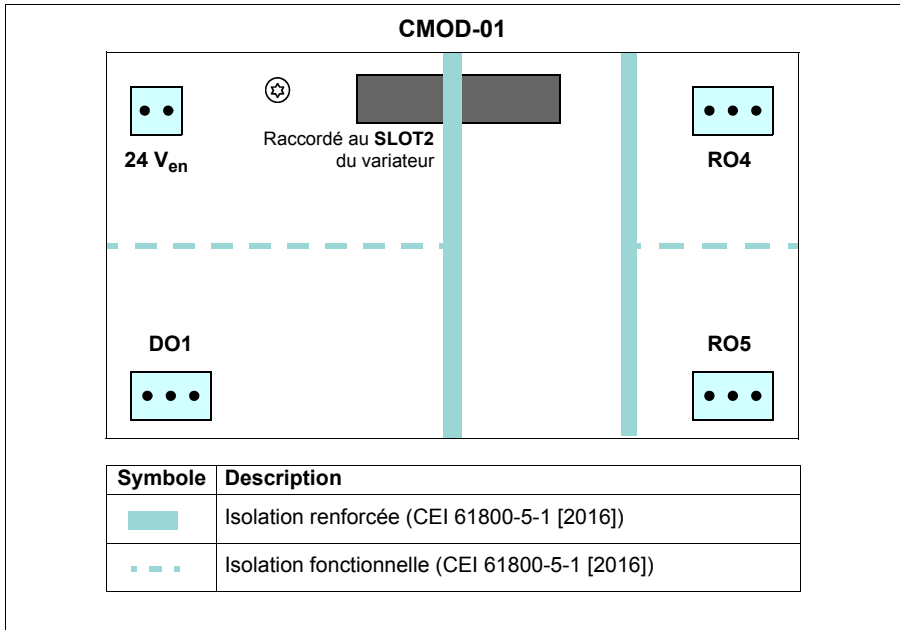 CMOD-01
Raccordé au SLOT2
du variateur
24 Ven
RO4
DO1
RO5
Symbole Description
Isolation renforcée (CEI 61800-5-1 [2016])
Isolation fonctionnelle (CEI 61800-5-1 [2016])